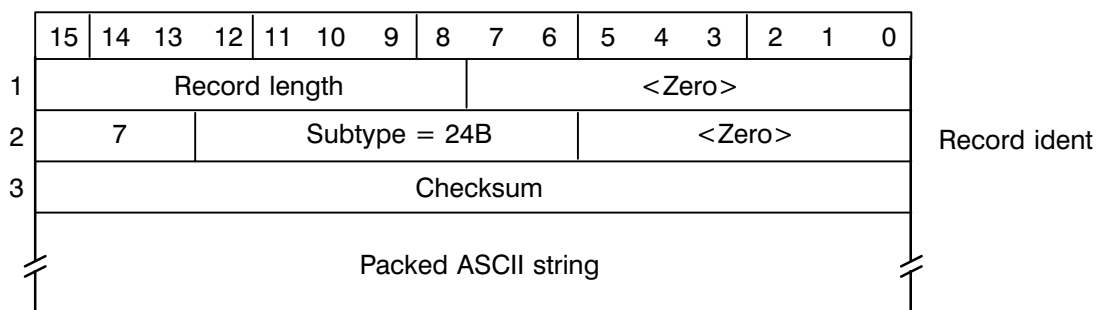 15 14 13 12 11 10 9 8 7 6 5 4 3 2 1 0
1 Record length <Zero>
2 7 Subtype = 24B <Zero> Record ident
3 Checksum
Packed ASCII string